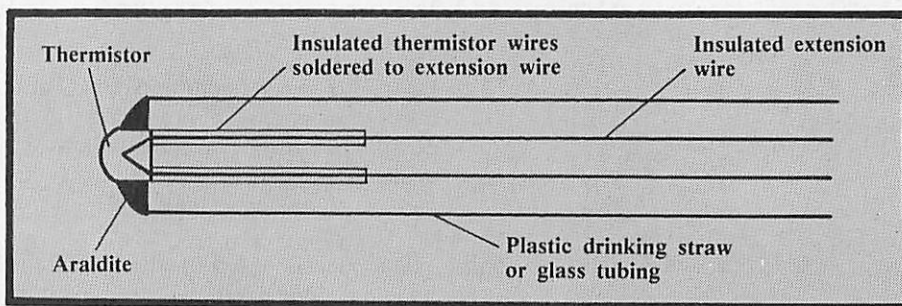 Thermistor
Insulated thermistor wires
soldered to extension wire
Insulated extension
wire
Araldite
Plastic drinking straw
or glass tubing